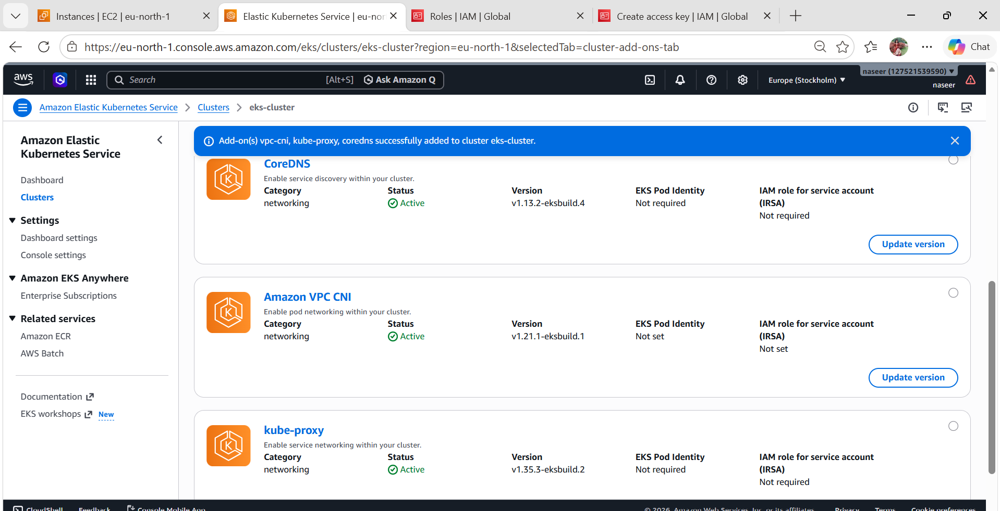 Instances | EC2 | eu-north-1
Elastic Kubernetes Service | eu-nor
Roles | IAM | Global
Create access key | IAM | Global
https://eu-north-1.console.aws.amazon.com/eks/clusters/eks-cluster?region=eu-north-1&selectedTab=cluster-add-ons-tab
Chat
aws
Search
[Alt+S]
Ask Amazon Q
Europe (Stockholm)
naseer (127521539590)
naseer
Amazon Elastic Kubernetes Service
Clusters
eks-cluster
Amazon Elastic
Kubernetes Service
Dashboard
Clusters
Settings
Dashboard settings
Console settings
Amazon EKS Anywhere
Enterprise Subscriptions
Related services
Amazon ECR
AWS Batch
Documentation
EKS workshops New
Add-on(s) vpc-cni, kube-proxy, coredns successfully added to cluster eks-cluster.
CoreDNS
Enable service discovery within your cluster.
Category
networking
Status
Active
Version
v1.13.2-eksbuild.4
EKS Pod Identity
Not required
IAM role for service account
(IRSA)
Not required
Update version
Amazon VPC CNI
Enable pod networking within your cluster.
Category
networking
Status
Active
Version
v1.21.1-eksbuild.1
EKS Pod Identity
Not set
IAM role for service account
(IRSA)
Not set
Update version
kube-proxy
Enable service networking within your cluster.
Category
networking
Status
Active
Version
v1.35.3-eksbuild.2
EKS Pod Identity
Not required
IAM role for service account
(IRSA)
Not required
CloudShell
Feedback
Console Mobile App
© 2026, Amazon Web Services, Inc. or its affiliates.
Privacy
Terms
Cookie preferences